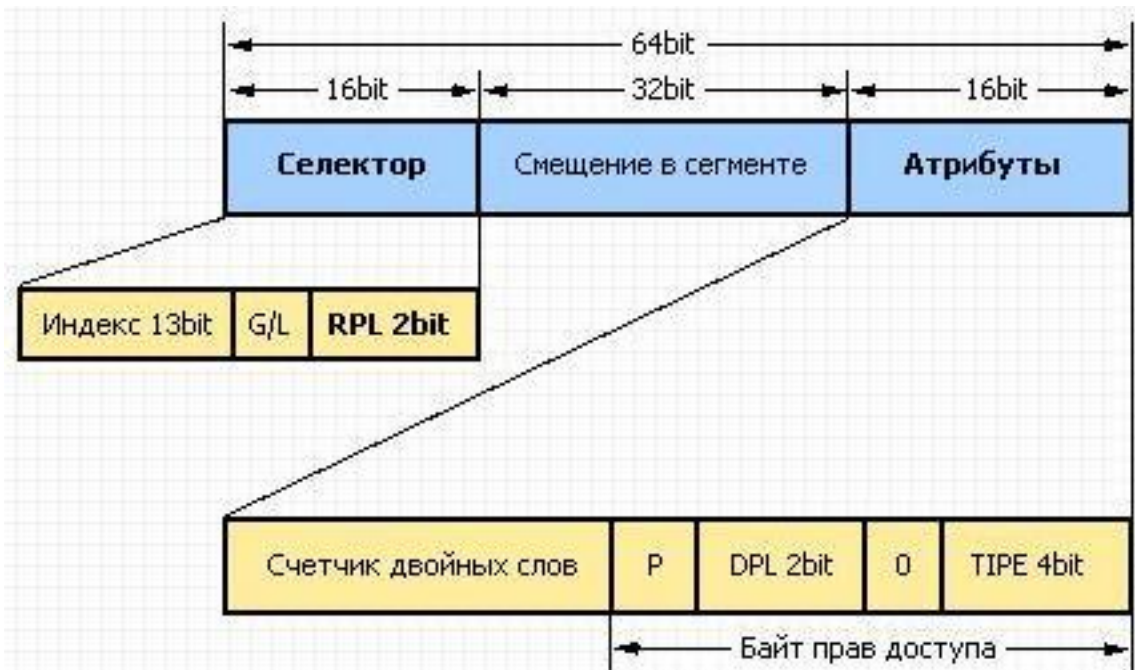 64bit
16bit 32bit 16bit
Селектор Смещение в сегменте Атрибуты
Индекс 13bit G/L RPL 2bit
Счетчик двойных слов P DPL 2bit 0 TIPE 4bit
Байт прав доступа